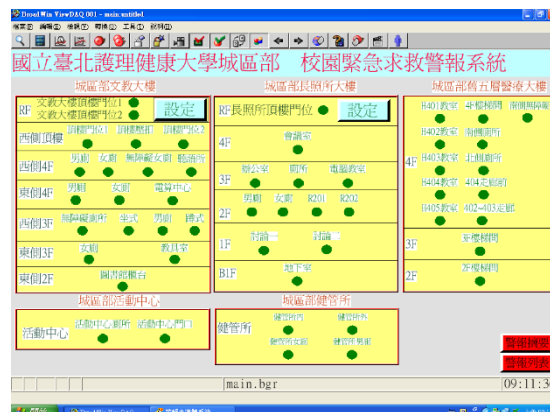 BroadWin ViewDAQ 001 - main:untitled
國立臺北護理健康大學城區部 校園緊急求救警報系統
城區部文教大樓
RF 文教大樓頂樓門位1
文教大樓頂樓門位2
設定
西側頂樓 頂樓門位1 頂樓壓扣 頂樓門位2
西側4F 男廁 女廁 無障礙女廁
東側4F 男廁 女廁 電算中心
西側3F 無障礙廁所 坐式 男廁 蹲式
東側3F 女廁 教具室
東側2F 圖書館櫃台
城區部長照所大樓
RF長照所頂樓門位 設定
4F 會議室
3F 辦公室 廁所 電腦教室
2F 男廁 女廁 R201 R202
1F 討論一 討論二
B1F 地下室
城區部舊五層醫療大樓
4F
H401教室 4F樓梯間
H402教室 南側廁所
H403教室 北側廁所
H404教室 404走廊前
H405教室 402~403走廊
3F 3F樓梯間
2F 2F樓梯間
城區部活動中心
活動中心 活動中心廁所 活動中心門口
城區部健管所
健管所 健管所內 健管所外
健管所女廁 健管所男廁
警報摘要
警報列表
main.bgr
09:11:3